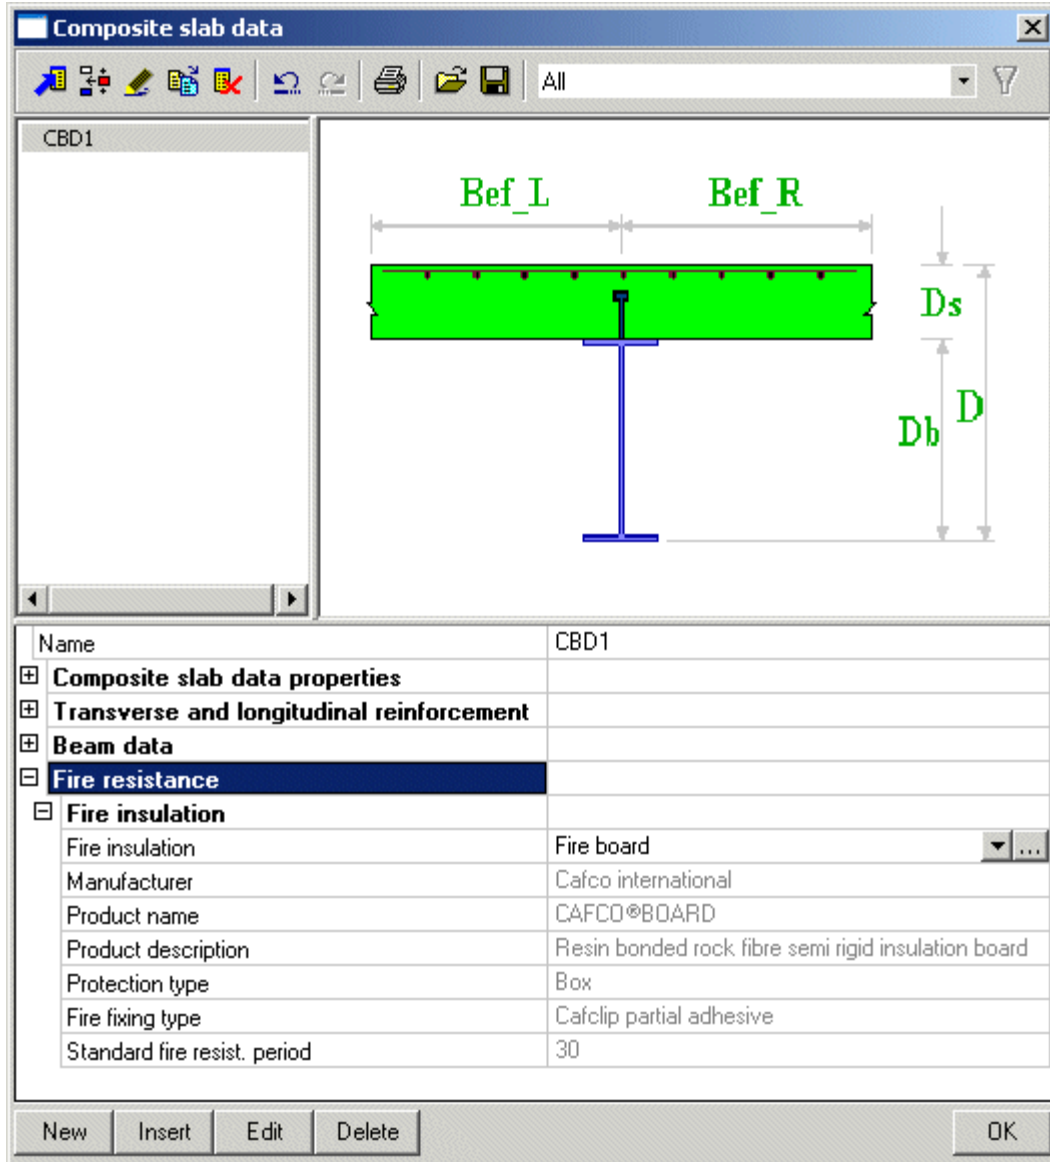 Composite slab data
All
CBD1
Bef_L Bef_R
Ds
D
Db
Name CBD1
Composite slab data properties
Transverse and longitudinal reinforcement
Beam data
Fire resistance
Fire insulation
Fire insulation Fire board ...
Manufacturer Cafco international
Product name CAFCO®BOARD
Product description Resin bonded rock fibre semi rigid insulation board
Protection type Box
Fire fixing type Cafclip partial adhesive
Standard fire resist. period 30
New Insert Edit Delete OK